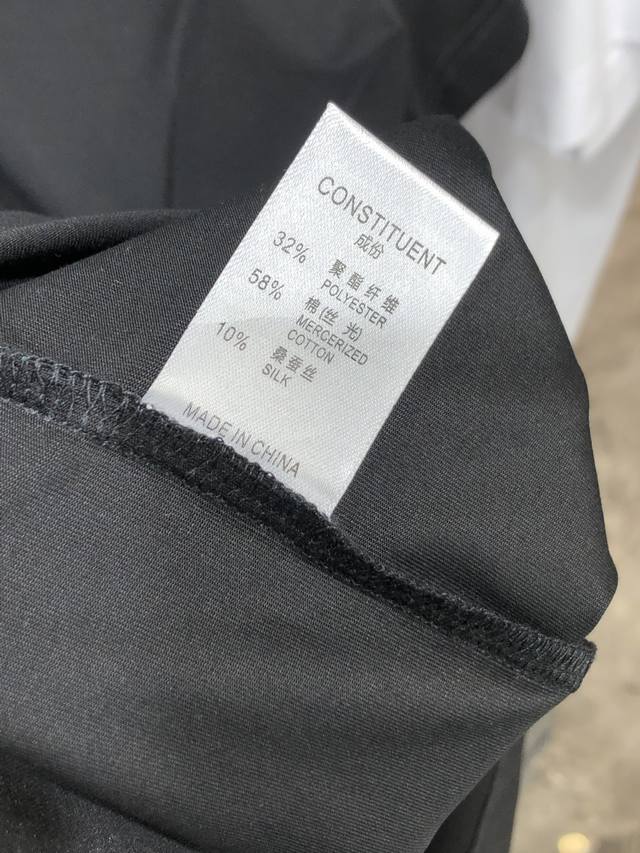 CONSTITUENT
成份
32% 聚酯纤维
POLYESTER
58% 棉(丝光)
MERCERIZED
COTTON
10% 桑蚕丝
SILK
MADE IN CHINA